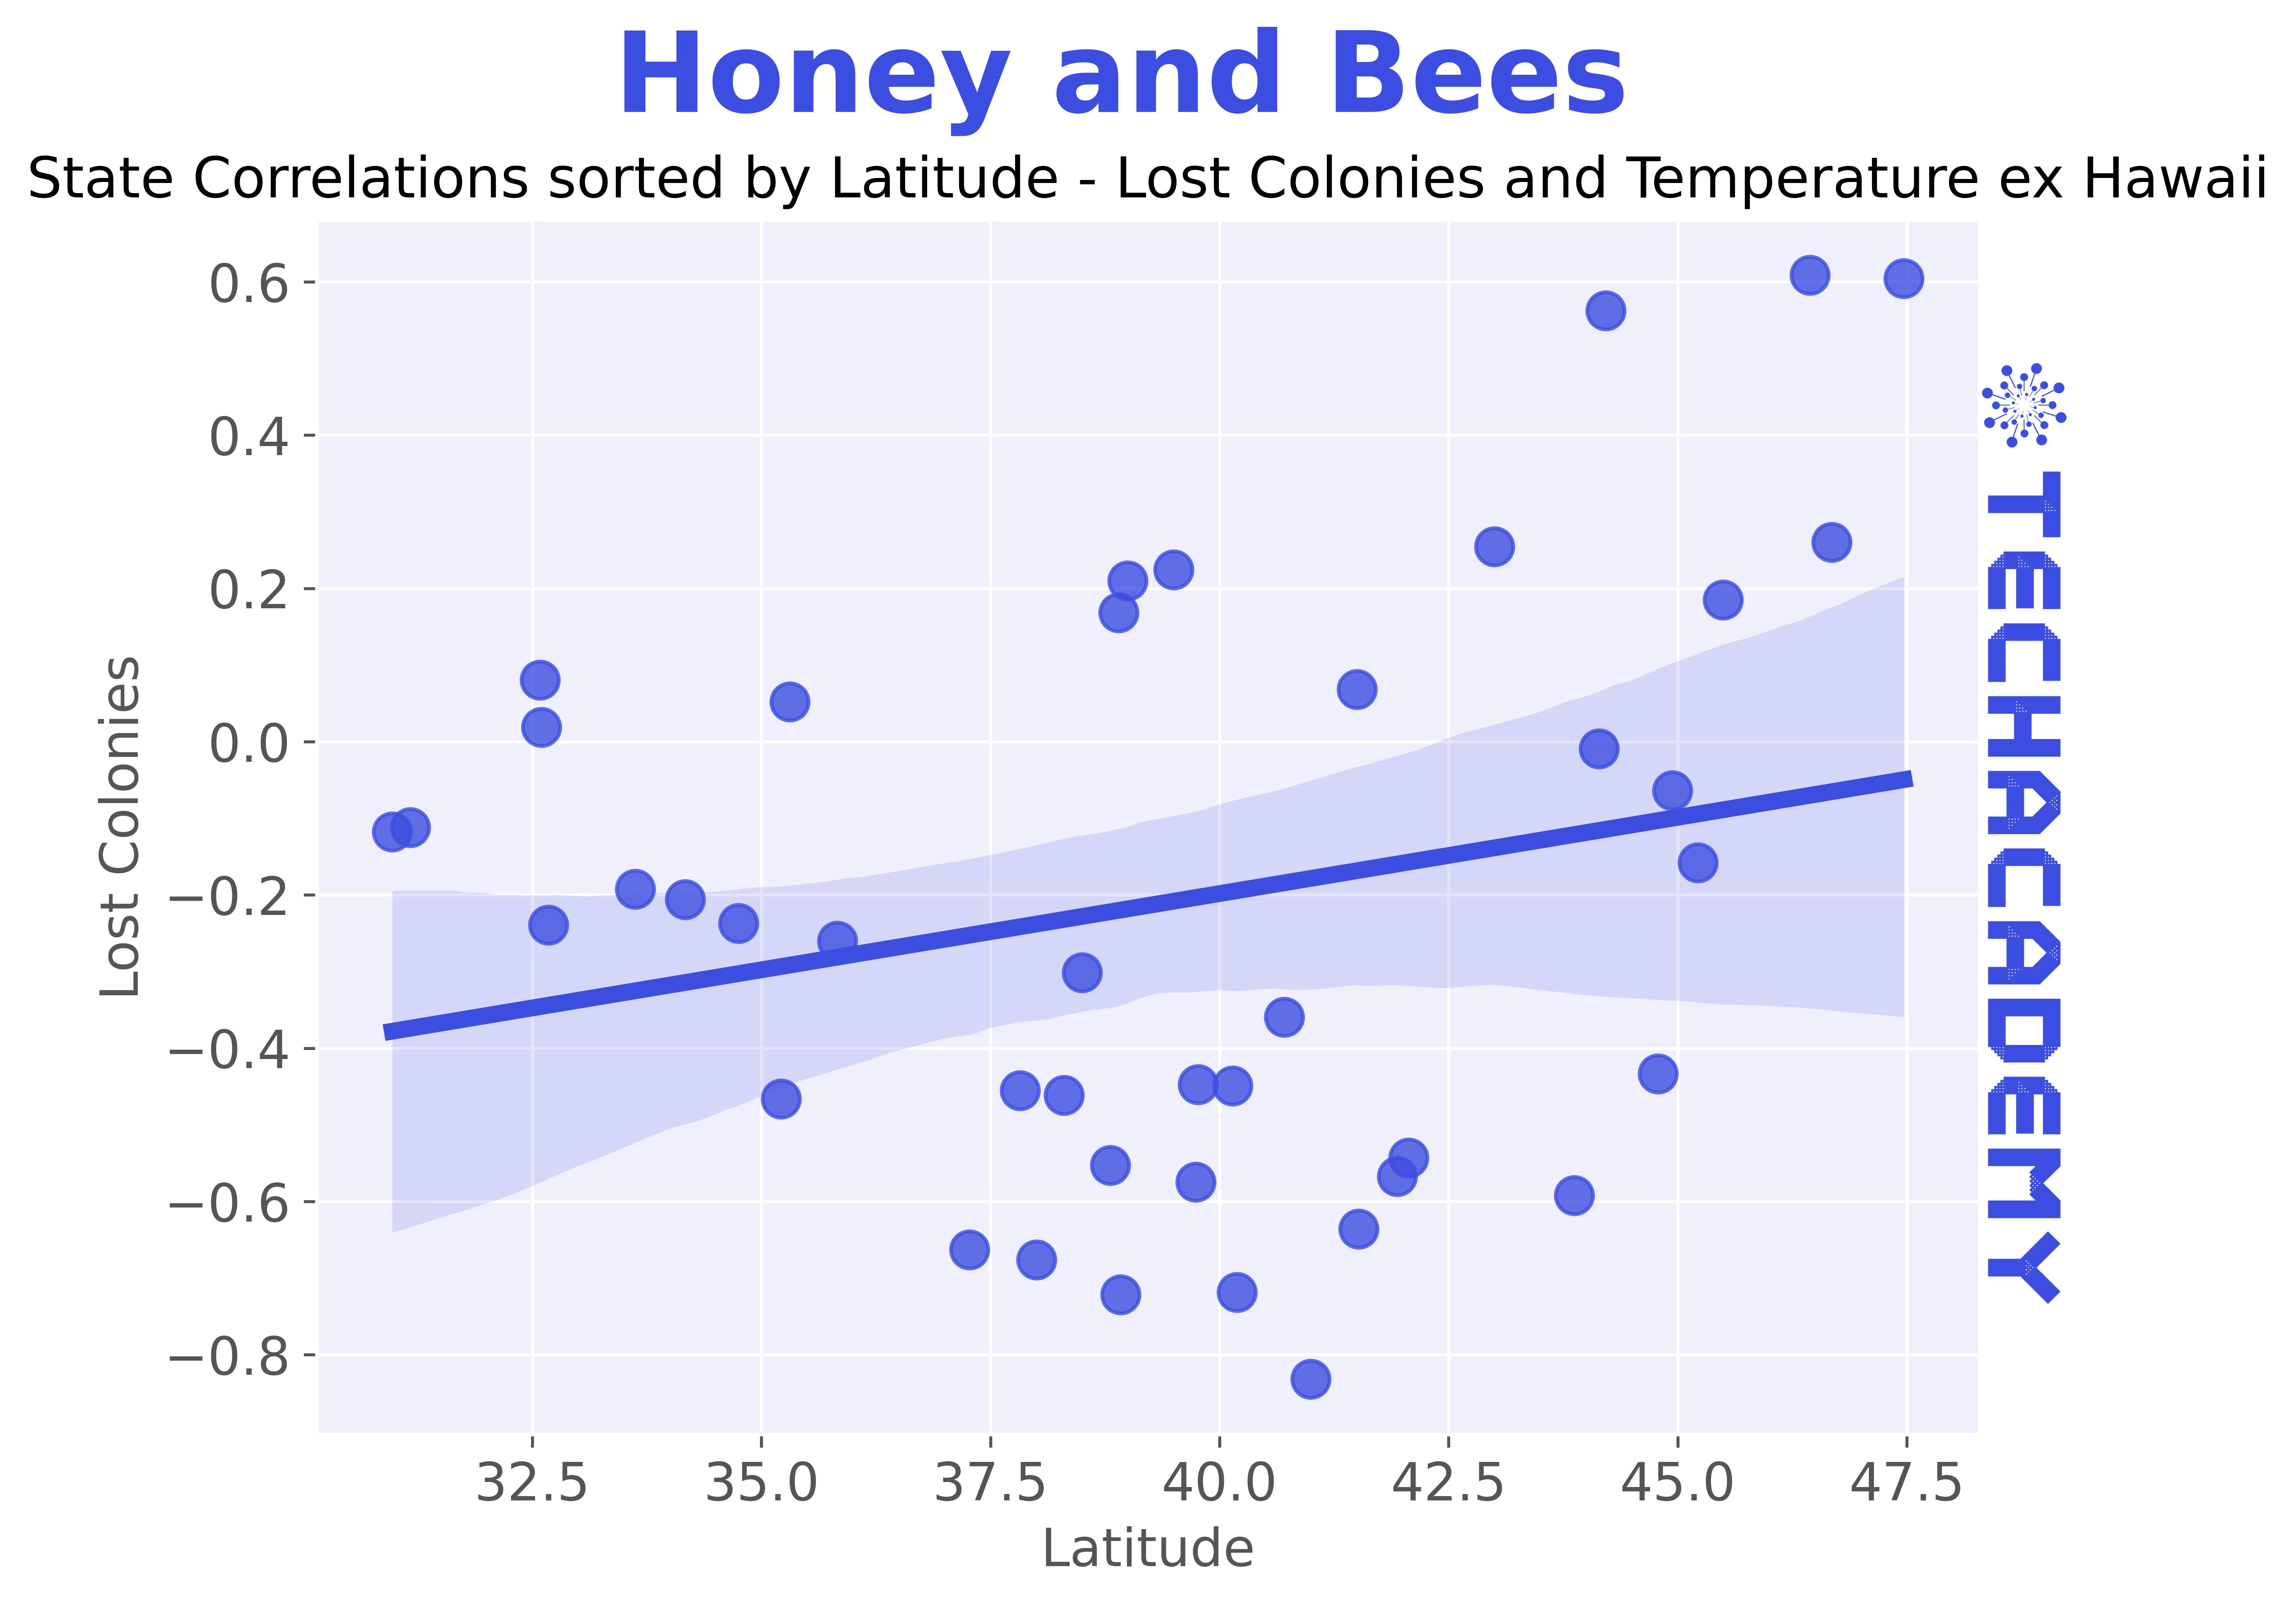 Honey and Bees
State Correlations sorted by Latitude - Lost Colonies and Temperature ex Hawaii
0.6
0.4
0.2
0.0
−0.2
−0.4
−0.6
−0.8
Lost Colonies
32.5 35.0 37.5 40.0 42.5 45.0 47.5
Latitude
TECHACADEMY